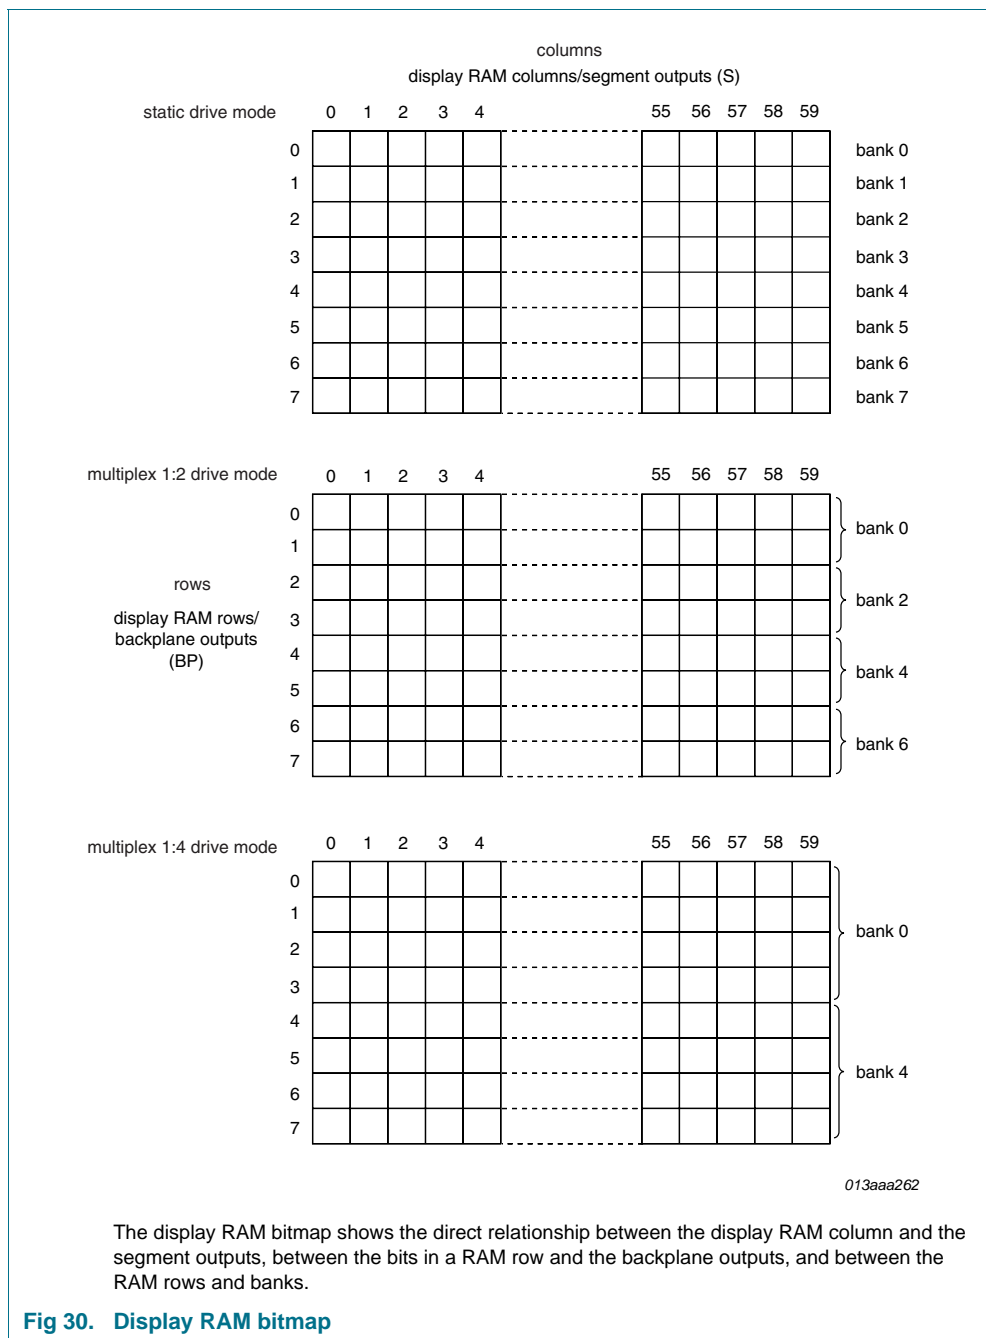 columns
display RAM columns/segment outputs (S)
static drive mode 0 1 2 3 4 55 56 57 58 59
0 bank 0
1 bank 1
2 bank 2
3 bank 3
4 bank 4
5 bank 5
6 bank 6
7 bank 7
multiplex 1:2 drive mode 0 1 2 3 4 55 56 57 58 59
0
bank 0
1
2
rows
bank 2
display RAM rows/
3
backplane outputs
(BP)
4
bank 4
5
6
bank 6
7
multiplex 1:4 drive mode 0 1 2 3 4 55 56 57 58 59
0
1
bank 0
2
3
4
5
bank 4
6
7
013aaa262
The display RAM bitmap shows the direct relationship between the display RAM column and the
segment outputs, between the bits in a RAM row and the backplane outputs, and between the
RAM rows and banks.
Fig 30. Display RAM bitmap